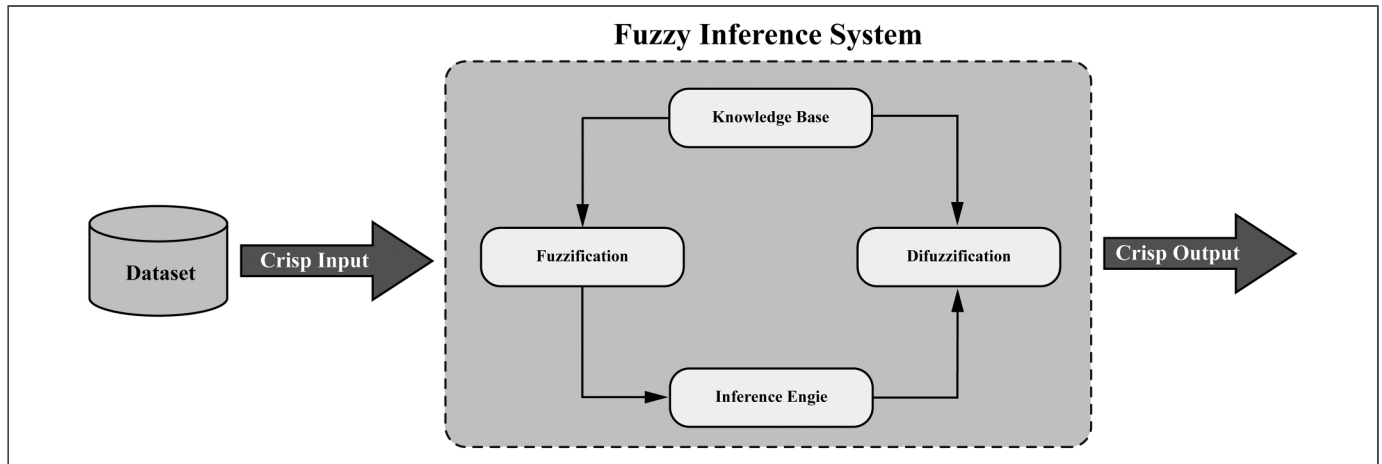 Fuzzy Inference System
Knowledge Base
Dataset
Crisp Input
Fuzzification
Difuzzification
Crisp Output
Inference Engie